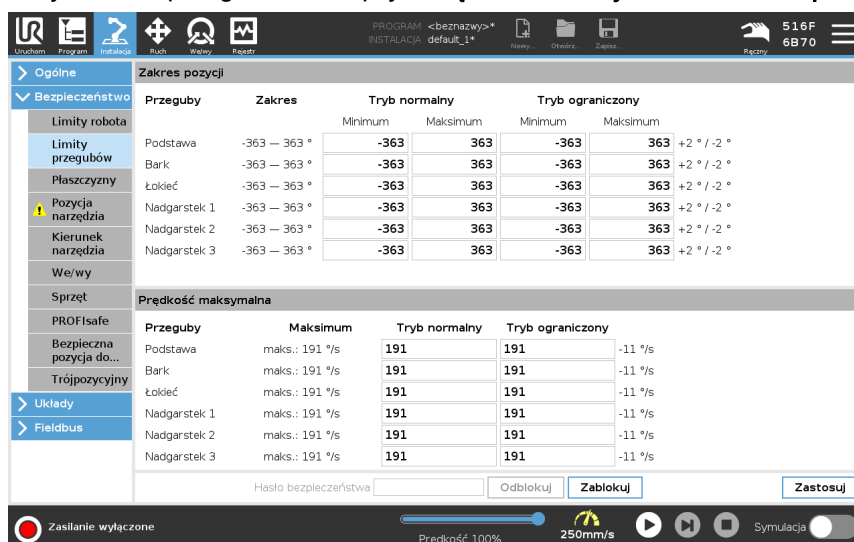 PROGRAM <beznazwy>*
INSTALACJA default_1*
Uruchom Program Instalacja Ruch We/wy Rejestr Nowy... Otwórz... Zapisz... Ręczny
516F
6B70
Ogólne
Bezpieczeństwo
Limity robota
Limity przegubów
Płaszczyzny
Pozycja narzędzia
Kierunek narzędzia
We/wy
Sprzęt
PROFIsafe
Bezpieczna pozycja do...
Trójpozycyjny
Układy
Fieldbus
Zakres pozycji
Przeguby Zakres Tryb normalny Tryb ograniczony
Minimum Maksimum Minimum Maksimum
Podstawa -363 — 363 ° -363 363 -363 363 +2 ° / -2 °
Bark -363 — 363 ° -363 363 -363 363 +2 ° / -2 °
Łokieć -363 — 363 ° -363 363 -363 363 +2 ° / -2 °
Nadgarstek 1 -363 — 363 ° -363 363 -363 363 +2 ° / -2 °
Nadgarstek 2 -363 — 363 ° -363 363 -363 363 +2 ° / -2 °
Nadgarstek 3 -363 — 363 ° -363 363 -363 363 +2 ° / -2 °
Prędkość maksymalna
Przeguby Maksimum Tryb normalny Tryb ograniczony
Podstawa maks.: 191 °/s 191 191 -11 °/s
Bark maks.: 191 °/s 191 191 -11 °/s
Łokieć maks.: 191 °/s 191 191 -11 °/s
Nadgarstek 1 maks.: 191 °/s 191 191 -11 °/s
Nadgarstek 2 maks.: 191 °/s 191 191 -11 °/s
Nadgarstek 3 maks.: 191 °/s 191 191 -11 °/s
Hasło bezpieczeństwa Odblokuj Zablokuj Zastosuj
Zasilanie wyłączone Prędkość 100% 250mm/s Symulacja